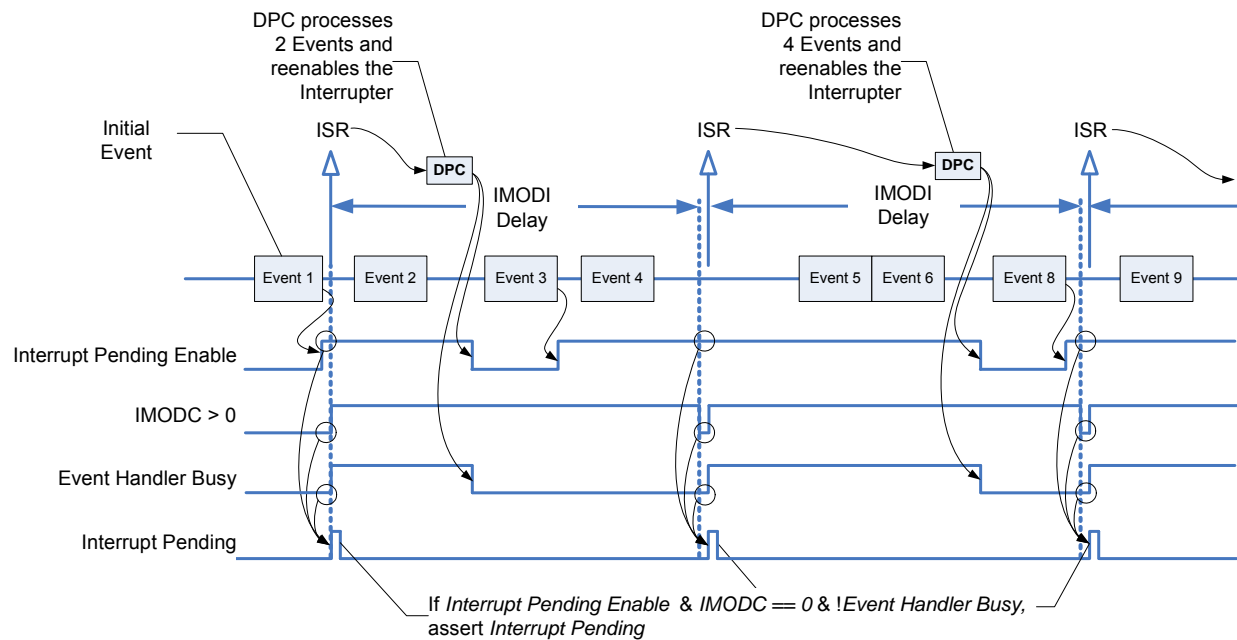 DPC processes
2 Events and
reenables the
Interrupter
DPC processes
4 Events and
reenables the
Interrupter
Initial
Event
ISR
ISR
ISR
DPC
DPC
IMODI
Delay
IMODI
Delay
Event 1
Event 2
Event 3
Event 4
Event 5
Event 6
Event 8
Event 9
Interrupt Pending Enable
IMODC > 0
Event Handler Busy
Interrupt Pending
If Interrupt Pending Enable & IMODC == 0 & !Event Handler Busy,
assert Interrupt Pending